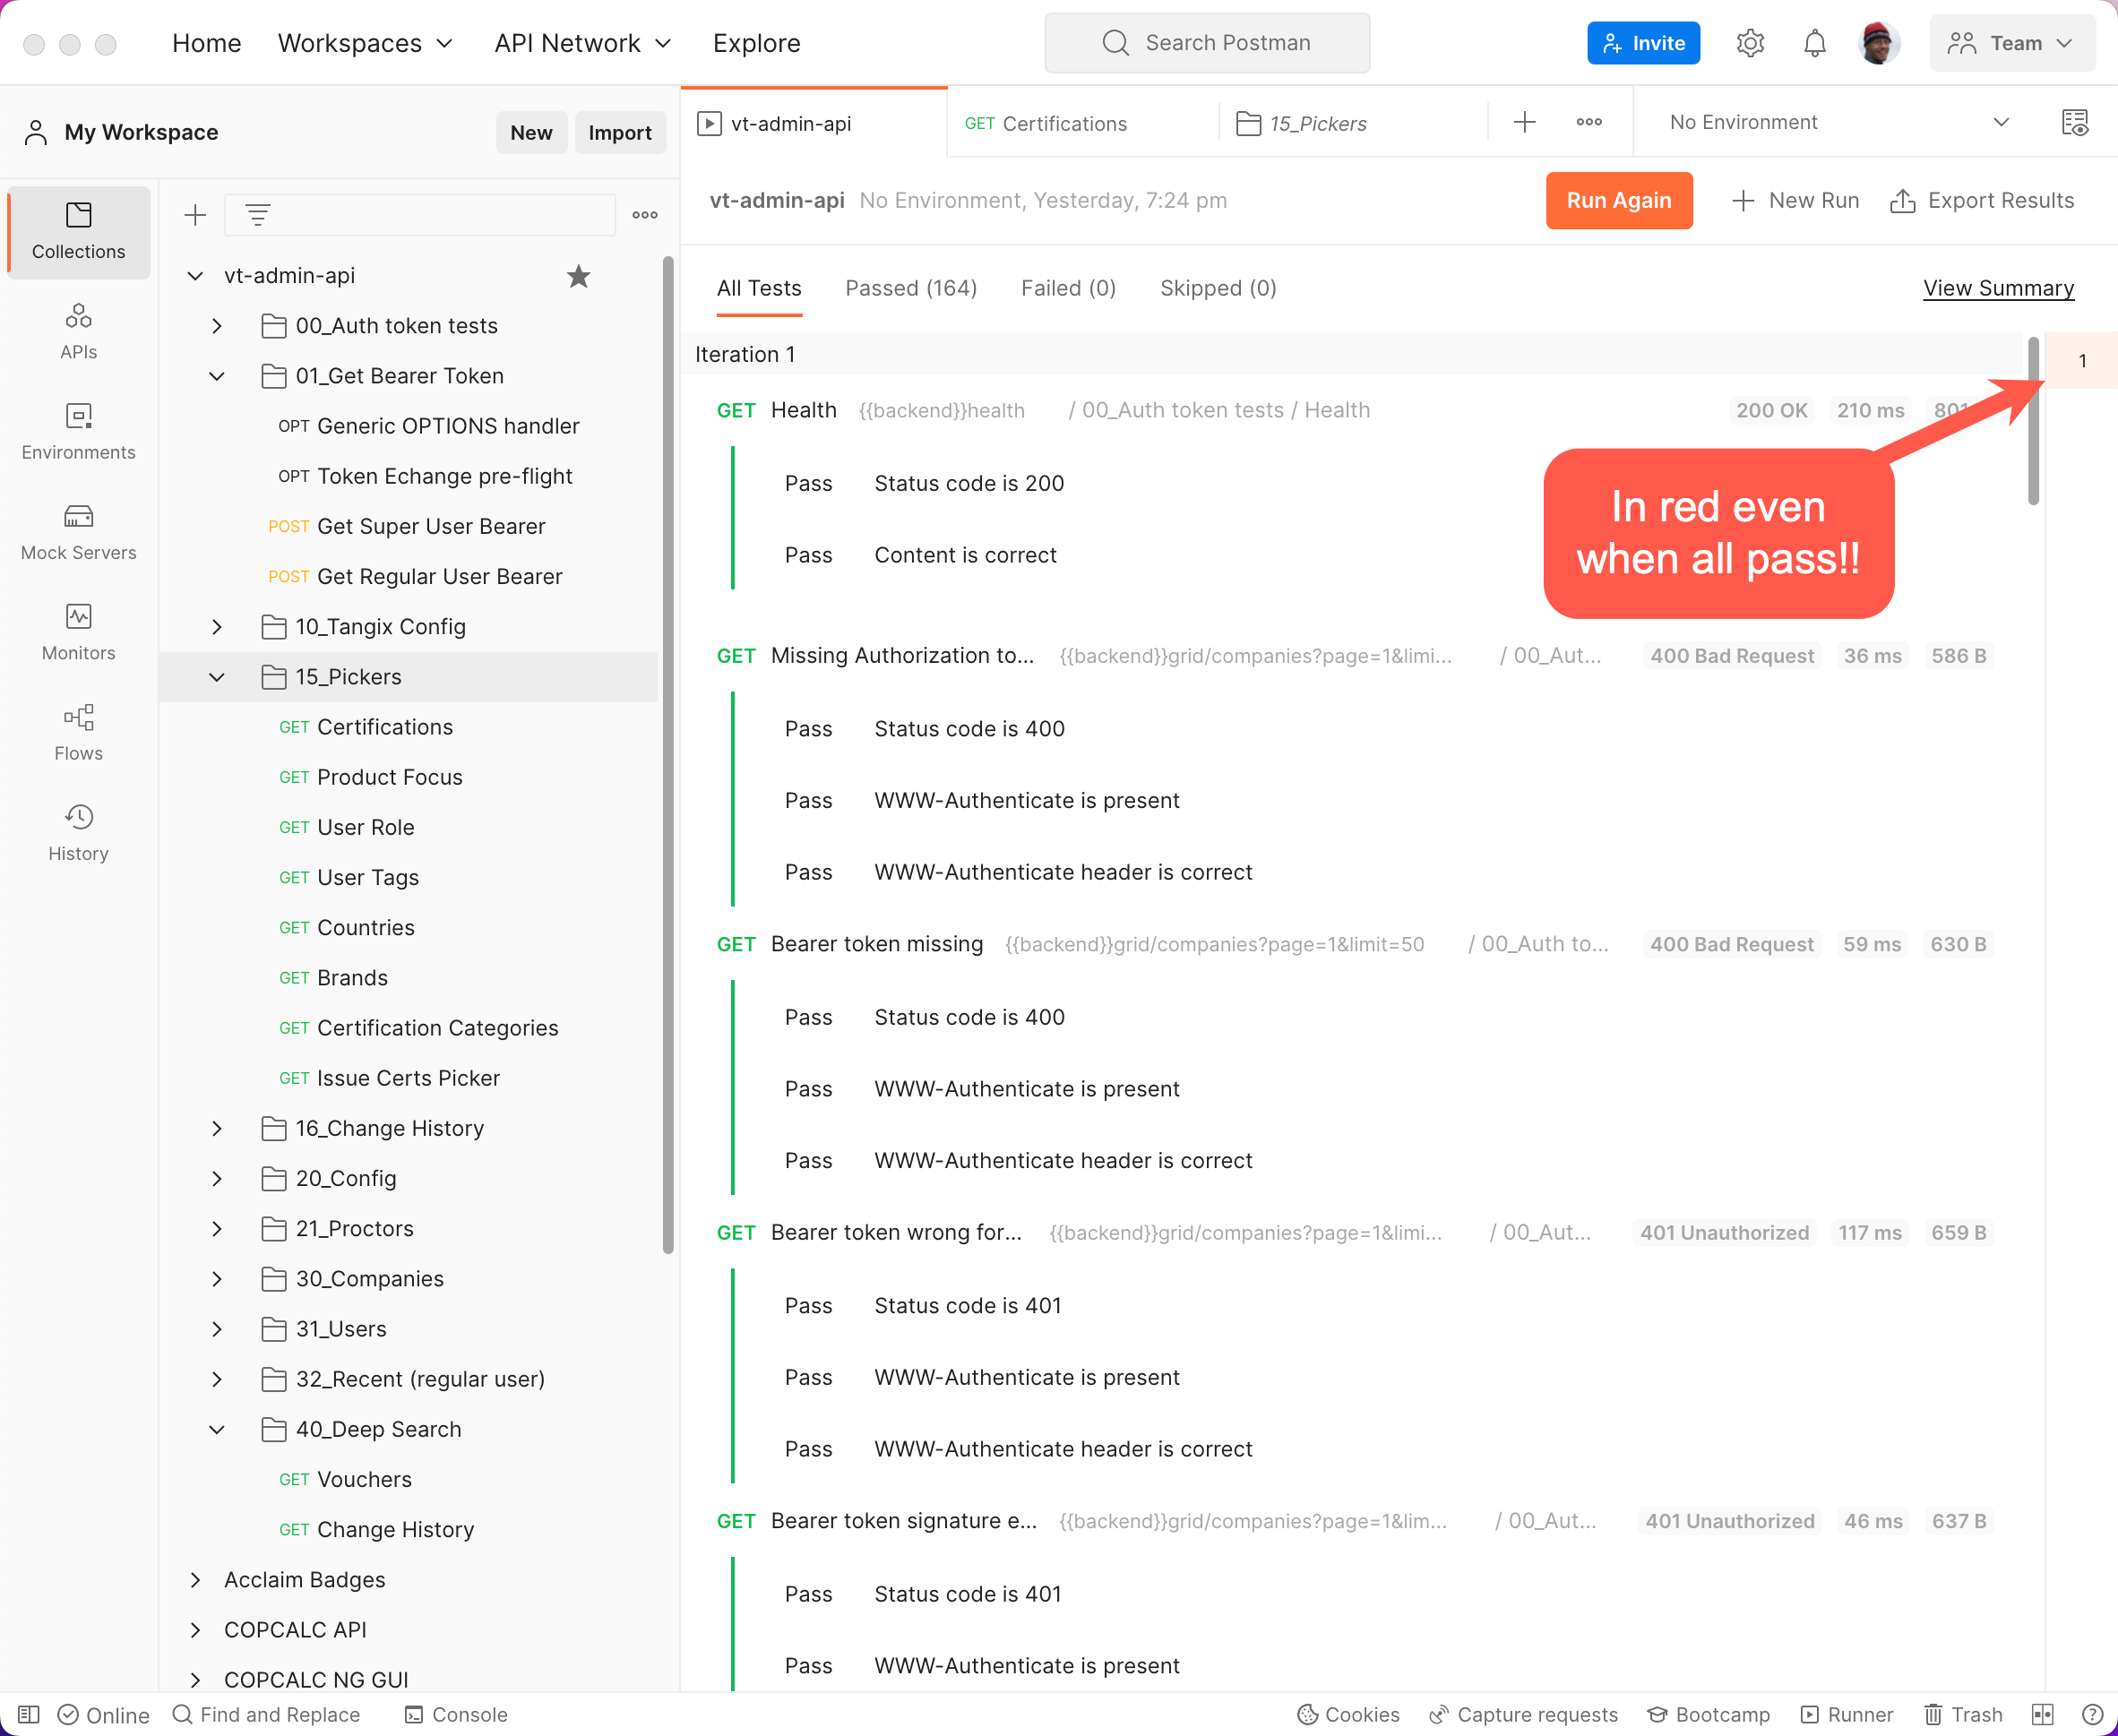 Home Workspaces API Network Explore Search Postman Invite Team
My Workspace New Import
vt-admin-api GET Certifications 15_Pickers No Environment
Collections
APIs
Environments
Mock Servers
Monitors
Flows
History
vt-admin-api
00_Auth token tests
01_Get Bearer Token
OPT Generic OPTIONS handler
OPT Token Echange pre-flight
POST Get Super User Bearer
POST Get Regular User Bearer
10_Tangix Config
15_Pickers
GET Certifications
GET Product Focus
GET User Role
GET User Tags
GET Countries
GET Brands
GET Certification Categories
GET Issue Certs Picker
16_Change History
20_Config
21_Proctors
30_Companies
31_Users
32_Recent (regular user)
40_Deep Search
GET Vouchers
GET Change History
Acclaim Badges
COPCALC API
COPCALC NG GUI
vt-admin-api No Environment, Yesterday, 7:24 pm Run Again New Run Export Results
All Tests Passed (164) Failed (0) Skipped (0) View Summary
Iteration 1
1
GET Health {{backend}}health / 00_Auth token tests / Health 200 OK 210 ms
Pass Status code is 200
Pass Content is correct
In red even
when all pass!!
GET Missing Authorization to... {{backend}}grid/companies?page=1&limi... / 00_Aut... 400 Bad Request 36 ms 586 B
Pass Status code is 400
Pass WWW-Authenticate is present
Pass WWW-Authenticate header is correct
GET Bearer token missing {{backend}}grid/companies?page=1&limit=50 / 00_Auth to... 400 Bad Request 59 ms 630 B
Pass Status code is 400
Pass WWW-Authenticate is present
Pass WWW-Authenticate header is correct
GET Bearer token wrong for... {{backend}}grid/companies?page=1&limi... / 00_Aut... 401 Unauthorized 117 ms 659 B
Pass Status code is 401
Pass WWW-Authenticate is present
Pass WWW-Authenticate header is correct
GET Bearer token signature e... {{backend}}grid/companies?page=1&lim... / 00_Aut... 401 Unauthorized 46 ms 637 B
Pass Status code is 401
Pass WWW-Authenticate is present
Online Find and Replace Console Cookies Capture requests Bootcamp Runner Trash